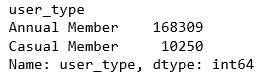 user_type
Annual Member    168309
Casual Member     10250
Name: user_type, dtype: int64